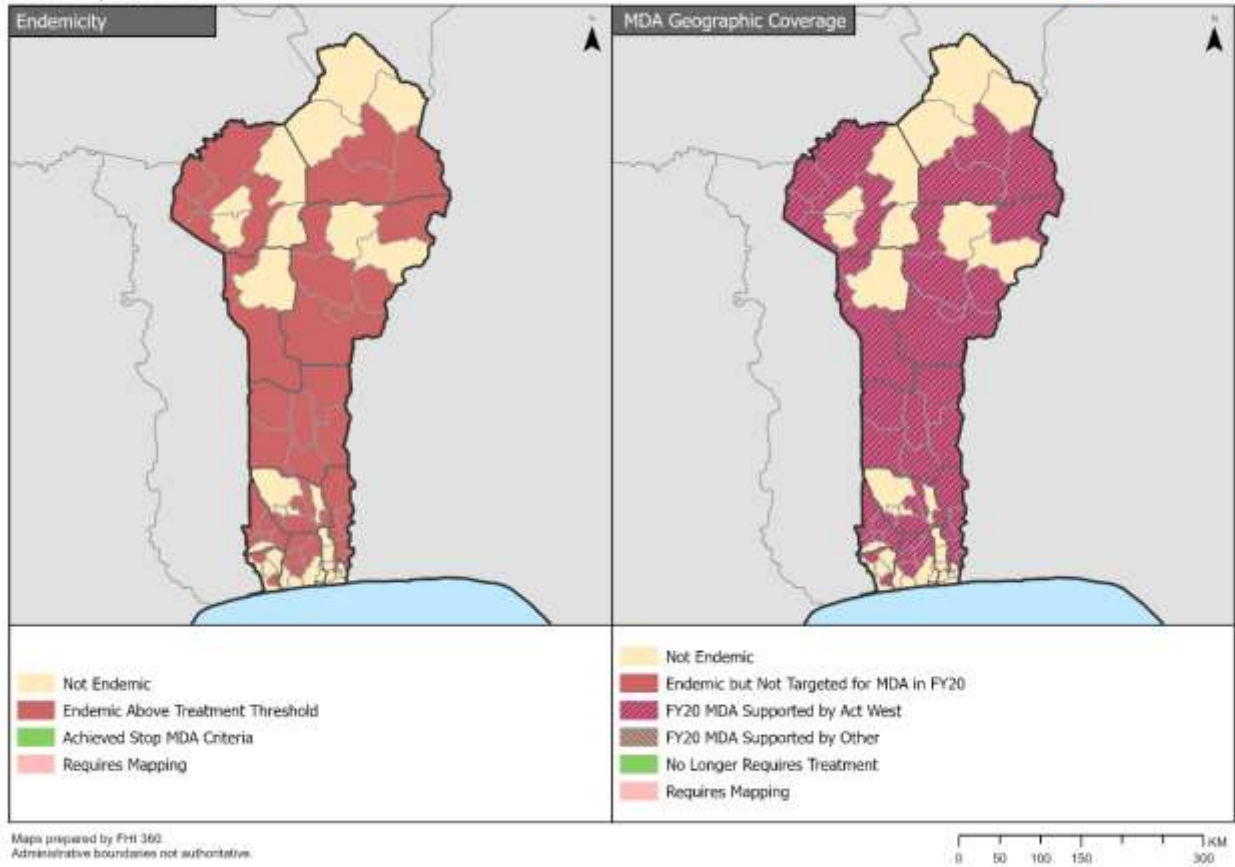 Endemicity
N
MDA Geographic Coverage
N
Not Endemic
Endemic Above Treatment Threshold
Achieved Stop MDA Criteria
Requires Mapping
Not Endemic
Endemic but Not Targeted for MDA in FY20
FY20 MDA Supported by Act West
FY20 MDA Supported by Other
No Longer Requires Treatment
Requires Mapping
Maps prepared by FHI 360.
Administrative boundaries not authoritative.
KM
0 50 100 150 300